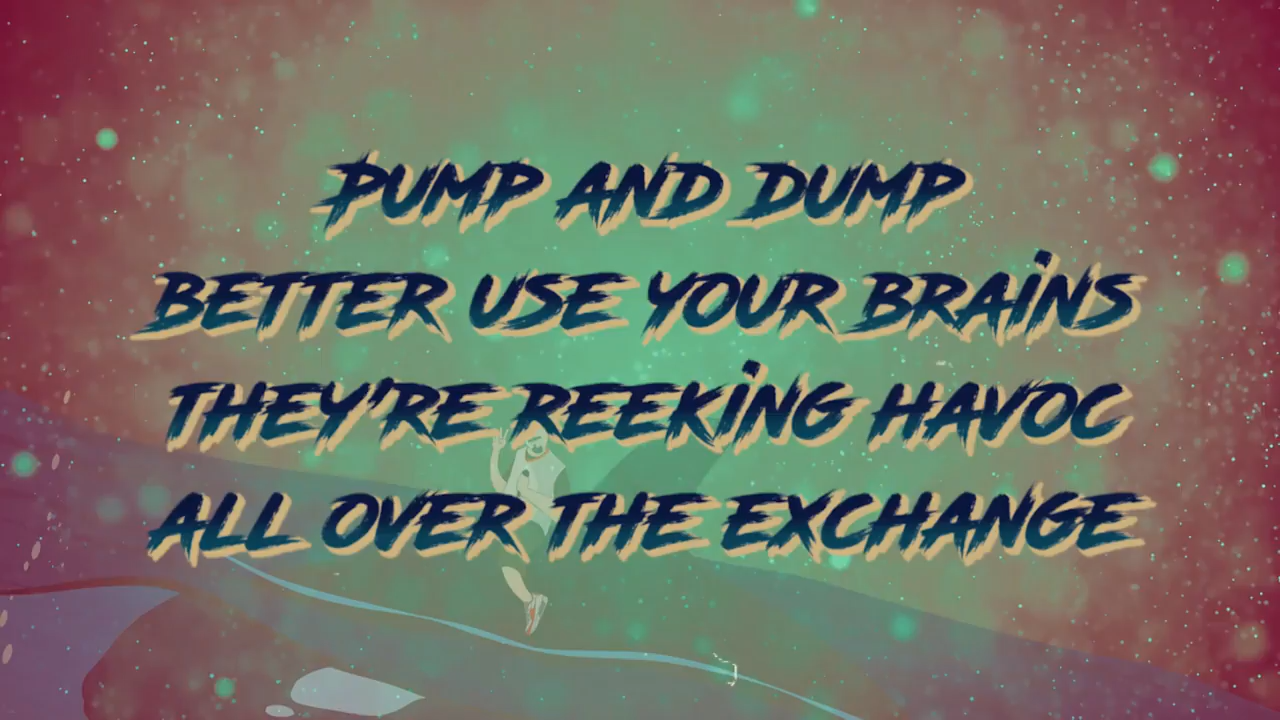 PUMP AND DUMP
BETTER USE YOUR BRAINS
THEY'RE REEKING HAVOC
ALL OVER THE EXCHANGE